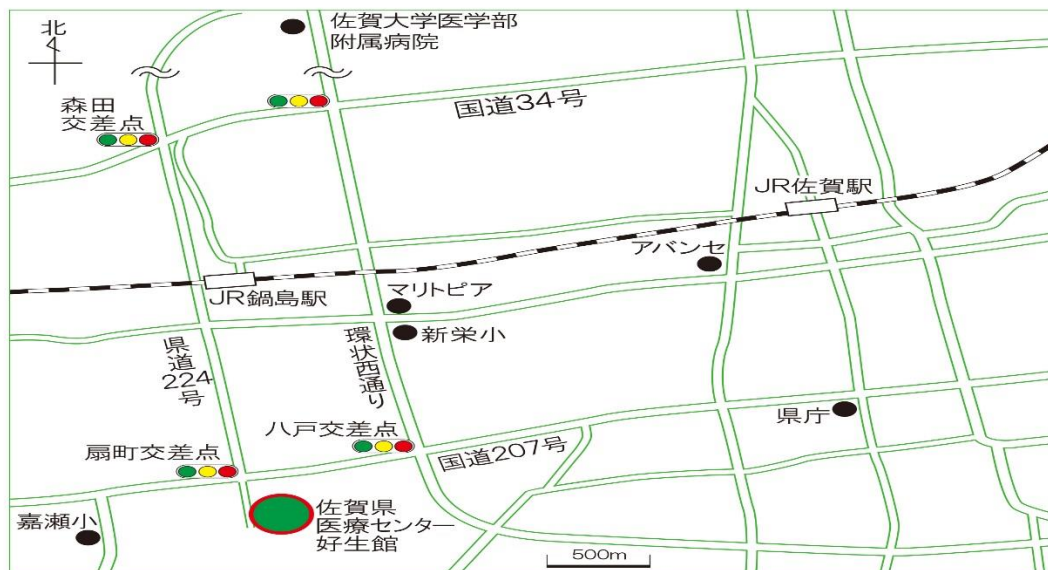 北
佐賀大学医学部
附属病院
森田
交差点
国道34号
JR佐賀駅
アバンセ
JR鍋島駅
マリトピア
新栄小
県道224号
環状西通り
県庁
八戸交差点
国道207号
扇町交差点
嘉瀬小
佐賀県
医療センター
好生館
500m